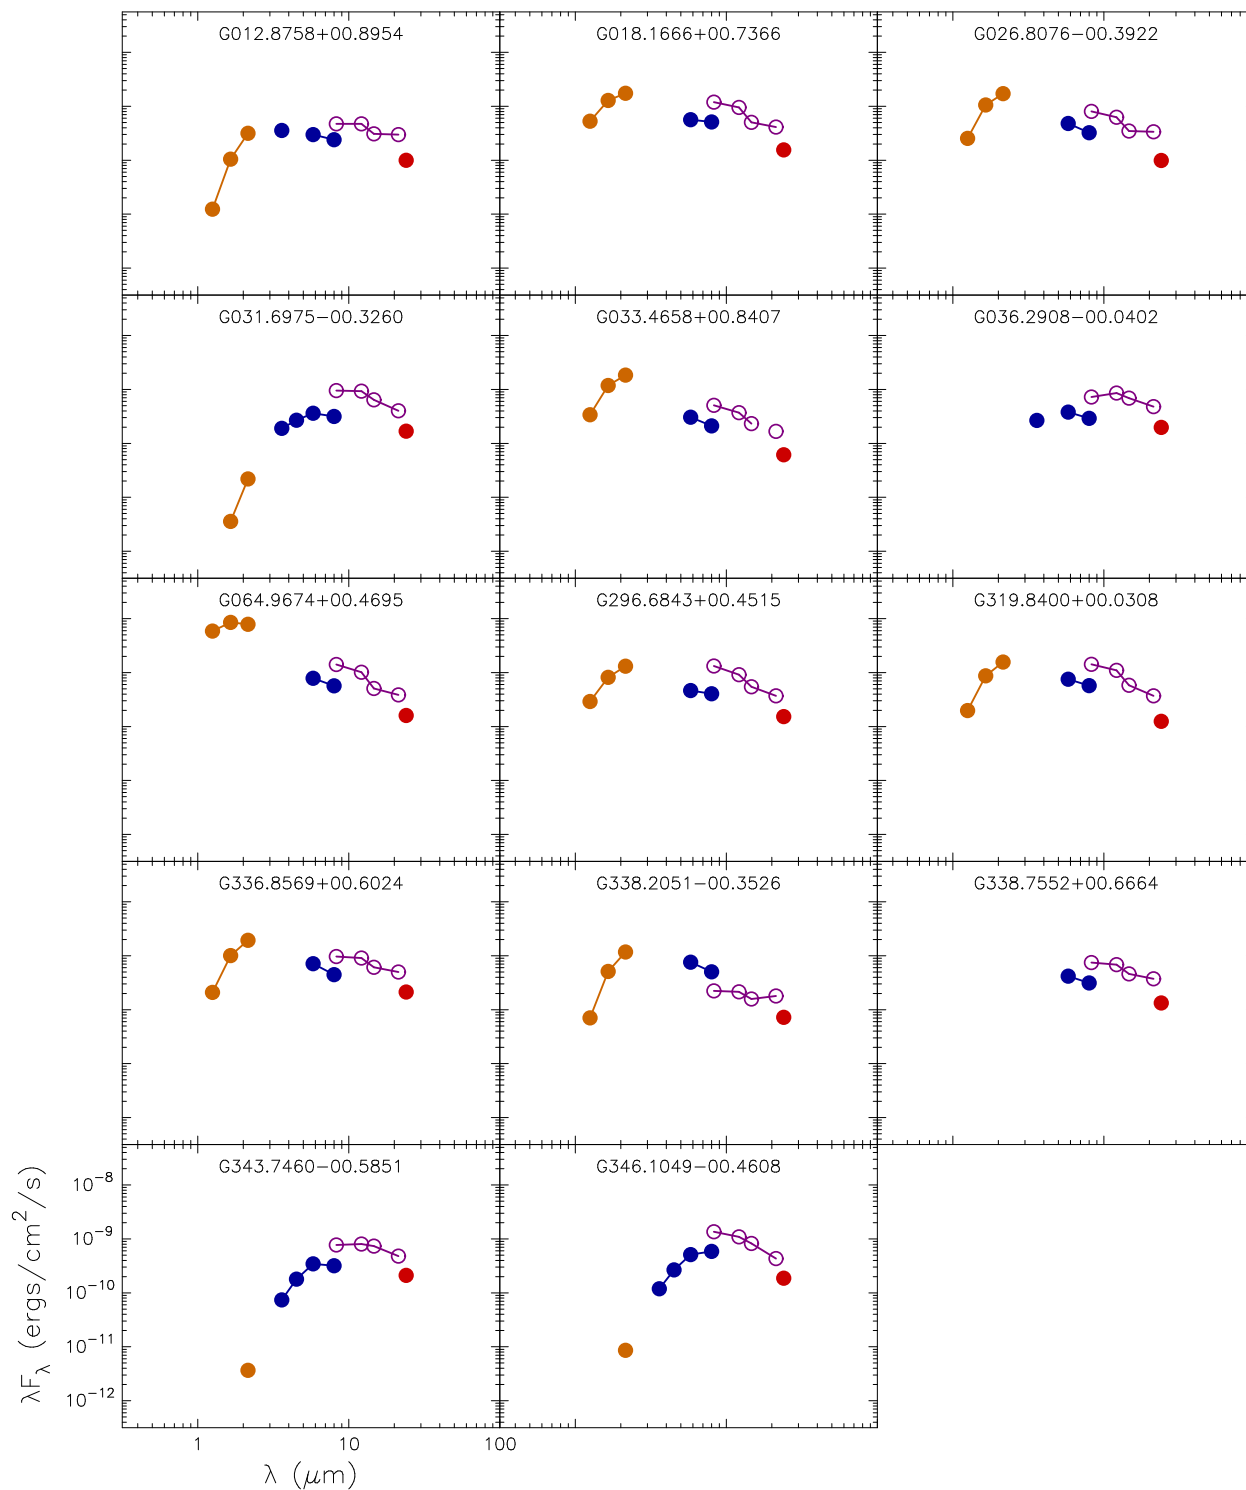 G012.8758+00.8954
G018.1666+00.7366
G026.8076−00.3922
G031.6975−00.3260
G033.4658+00.8407
G036.2908−00.0402
G064.9674+00.4695
G296.6843+00.4515
G319.8400+00.0308
G336.8569+00.6024
G338.2051−00.3526
G338.7552+00.6664
G343.7460−00.5851
G346.1049−00.4608
10⁻⁸
10⁻⁹
10⁻¹⁰
10⁻¹¹
10⁻¹²
λF_λ (ergs/cm²/s)
1 10 100
λ (μm)